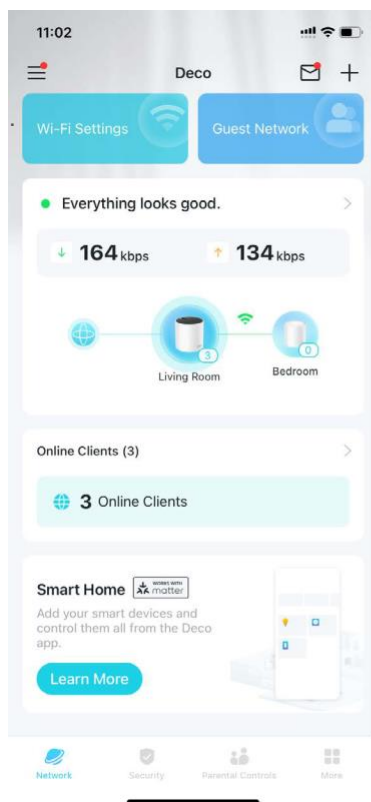 11:02
Deco
Wi-Fi Settings
Guest Network
Everything looks good.
164 kbps
134 kbps
3
0
Living Room
Bedroom
Online Clients (3)
3 Online Clients
Smart Home
WORKS WITH
matter
Add your smart devices and
control them all from the Deco
app.
Learn More
Network
Security
Parental Controls
More